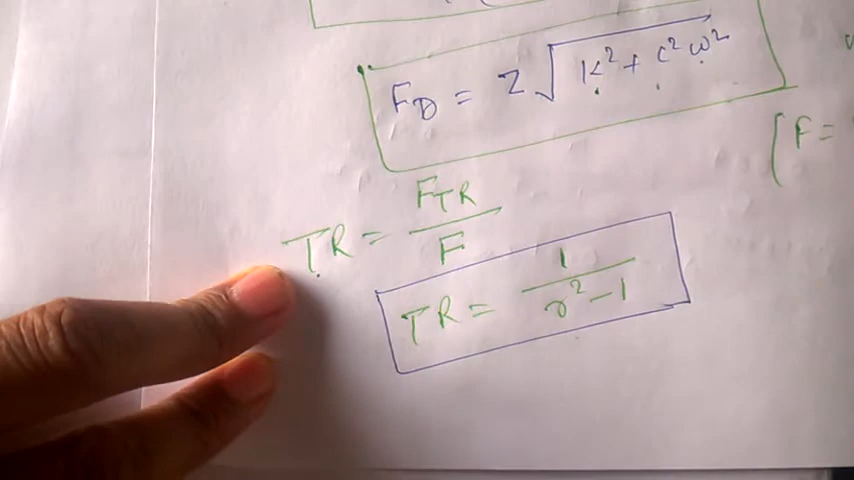 F_D = Z √(K² + c²ω²)
[F =
TR = F_TR / F
TR = 1 / (r² - 1)